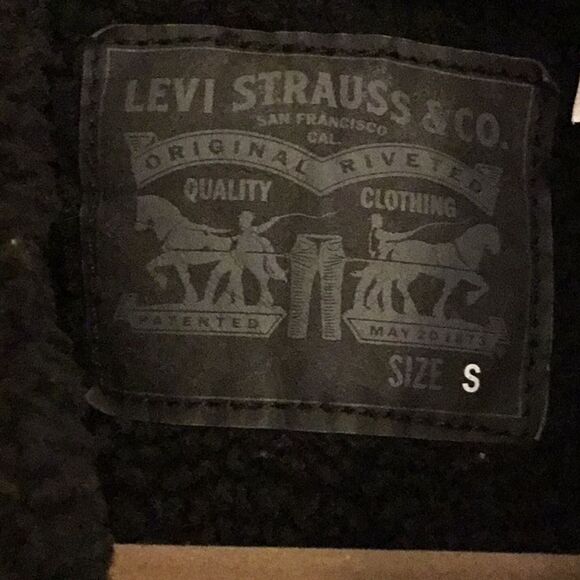 LEVI STRAUSS & CO.
SAN FRANCISCO
CAL.
ORIGINAL RIVETED
QUALITY CLOTHING
PATENTED MAY 20 1873
SIZE S